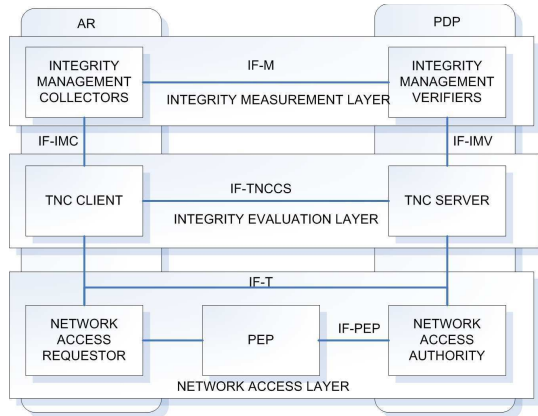 AR
PDP
INTEGRITY
MANAGEMENT
COLLECTORS
IF-M
INTEGRITY MEASUREMENT LAYER
INTEGRITY
MANAGEMENT
VERIFIERS
IF-IMC
IF-IMV
TNC CLIENT
IF-TNCCS
INTEGRITY EVALUATION LAYER
TNC SERVER
IF-T
NETWORK
ACCESS
REQUESTOR
PEP
IF-PEP
NETWORK
ACCESS
AUTHORITY
NETWORK ACCESS LAYER